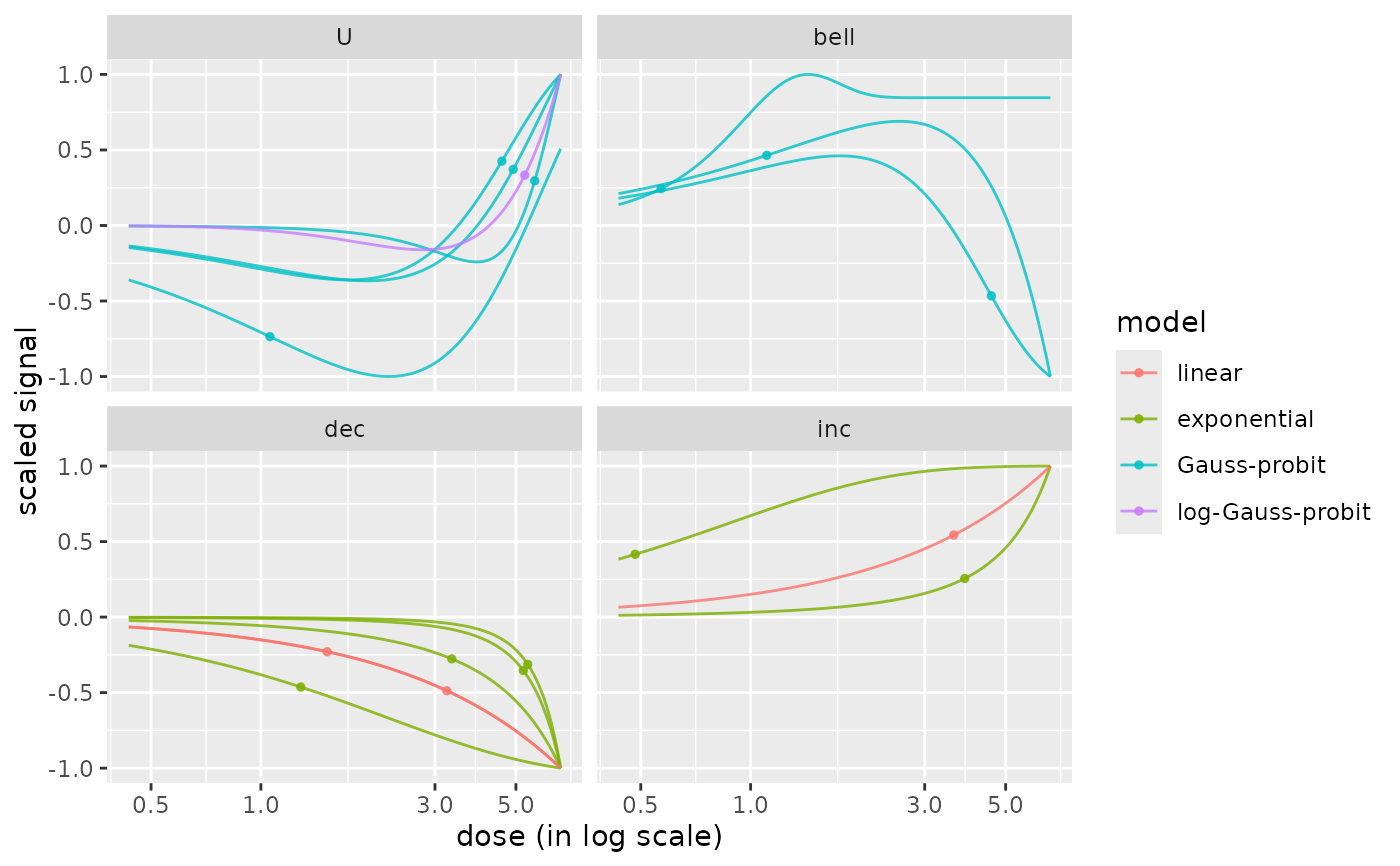 U
bell
1.0
0.5
0.0
-0.5
-1.0
dec
inc
1.0
0.5
0.0
-0.5
-1.0
0.5 1.0 3.0 5.0
0.5 1.0 3.0 5.0
dose (in log scale)
scaled signal
model
linear
exponential
Gauss-probit
log-Gauss-probit